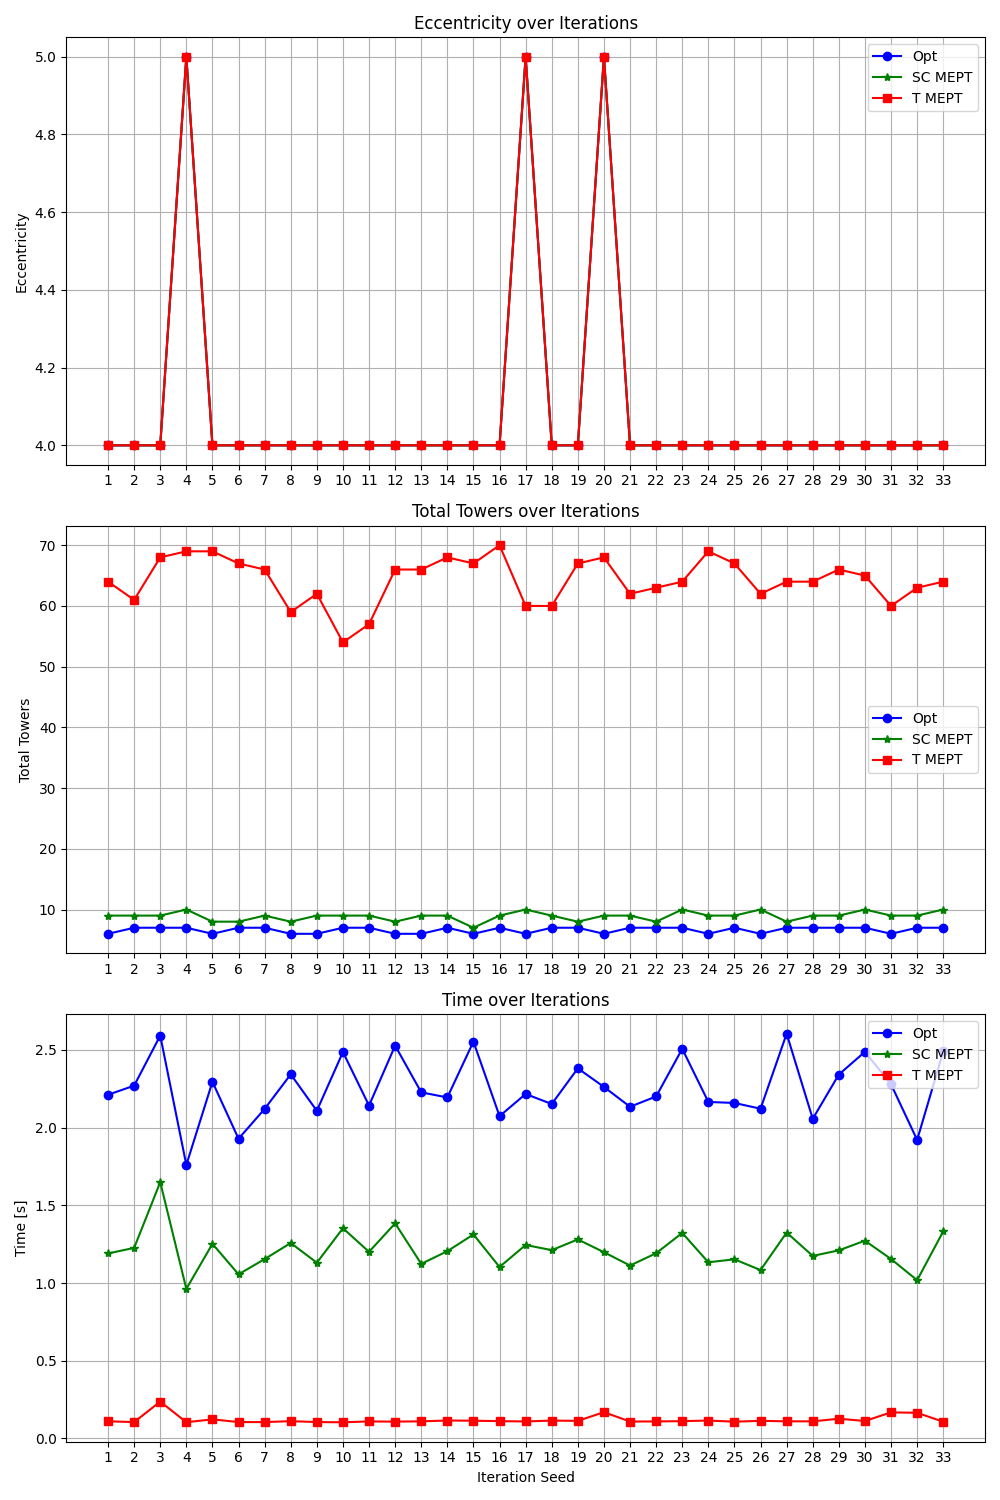 Eccentricity over Iterations
5.0
4.8
4.6
4.4
4.2
4.0
Eccentricity
Opt
SC MEPT
T MEPT
1 2 3 4 5 6 7 8 9 10 11 12 13 14 15 16 17 18 19 20 21 22 23 24 25 26 27 28 29 30 31 32 33
Total Towers over Iterations
70
60
50
40
30
20
10
Total Towers
Opt
SC MEPT
T MEPT
1 2 3 4 5 6 7 8 9 10 11 12 13 14 15 16 17 18 19 20 21 22 23 24 25 26 27 28 29 30 31 32 33
Time over Iterations
2.5
2.0
1.5
1.0
0.5
0.0
Time [s]
Opt
SC MEPT
T MEPT
1 2 3 4 5 6 7 8 9 10 11 12 13 14 15 16 17 18 19 20 21 22 23 24 25 26 27 28 29 30 31 32 33
Iteration Seed